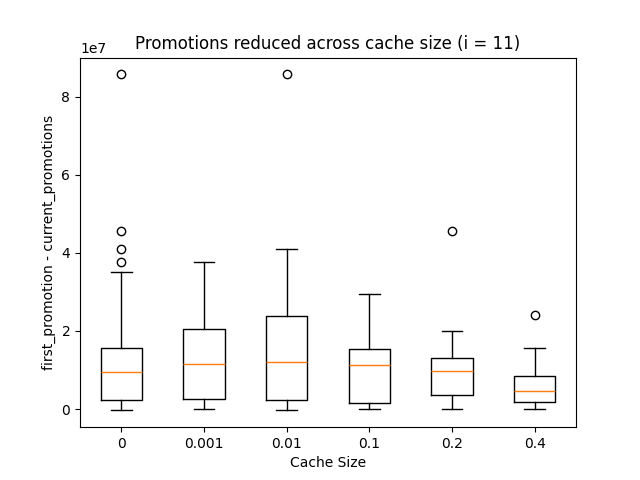 Promotions reduced across cache size (i = 11)
1e7
8
6
4
2
0
first_promotion - current_promotions
0 0.001 0.01 0.1 0.2 0.4
Cache Size